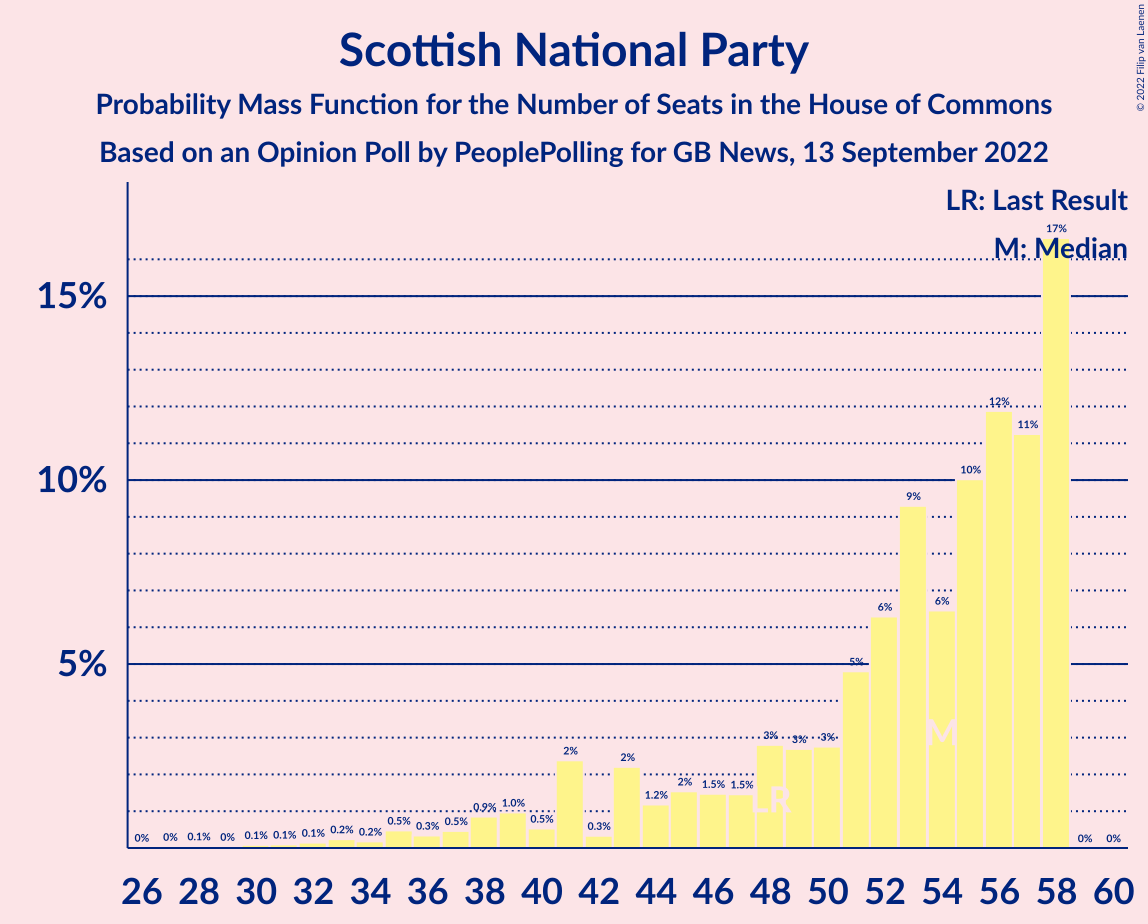 © 2022 Filip van Laenen
Scottish National Party
Probability Mass Function for the Number of Seats in the House of Commons
Based on an Opinion Poll by PeoplePolling for GB News, 13 September 2022
LR: Last Result
M: Median
15%
10%
5%
0% 0% 0.1% 0% 0.1% 0.1% 0.1% 0.2% 0.2% 0.5% 0.3% 0.5% 0.9% 1.0% 0.5% 2% 0.3% 2% 1.2% 2% 1.5% 1.5% 3% 3% 3% 5% 6% 9% 6% 10% 12% 11% 17% 0% 0%
M
LR
26 28 30 32 34 36 38 40 42 44 46 48 50 52 54 56 58 60